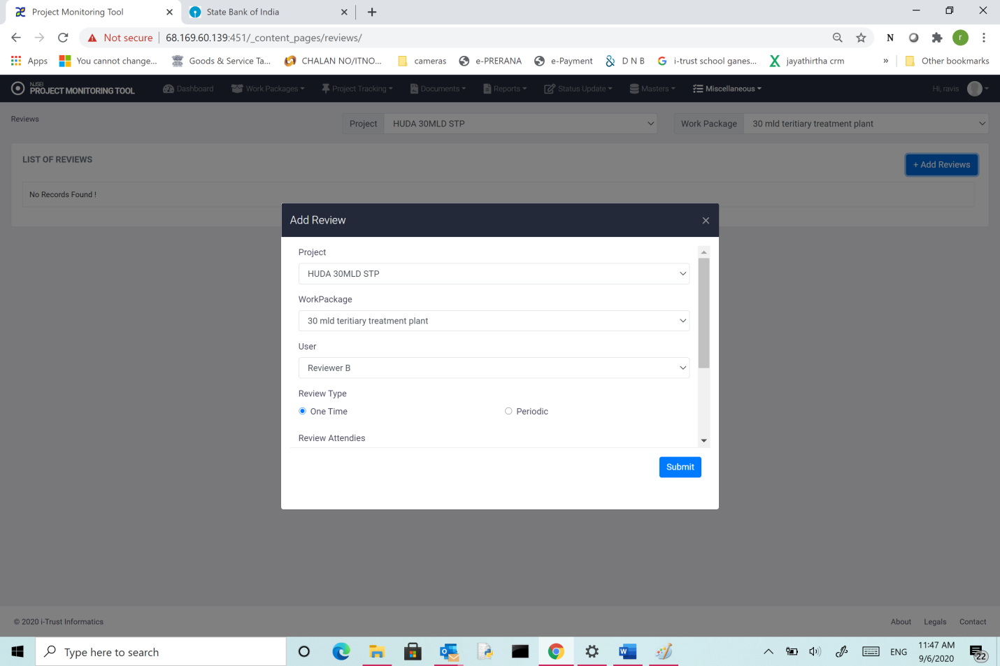 Project Monitoring Tool
State Bank of India
Not secure
68.169.60.139:451/_content_pages/reviews/
N
r
Apps
You cannot change...
Goods & Service Ta...
CHALAN NO/ITNO...
cameras
e-PRERANA
e-Payment
D N B
i-trust school ganes...
jayathirtha crm
»
Other bookmarks
NJSEI
PROJECT MONITORING TOOL
Dashboard
Work Packages
Project Tracking
Documents
Reports
Status Update
Masters
Miscellaneous
Hi, ravis
Reviews
Project
HUDA 30MLD STP
Work Package
30 mld teritiary treatment plant
LIST OF REVIEWS
+ Add Reviews
No Records Found !
Add Review
×
Project
HUDA 30MLD STP
WorkPackage
30 mld teritiary treatment plant
User
Reviewer B
Review Type
One Time
Periodic
Review Attendies
Submit
© 2020 i-Trust Informatics
About
Legals
Contact
Type here to search
ENG
11:47 AM
9/6/2020
22